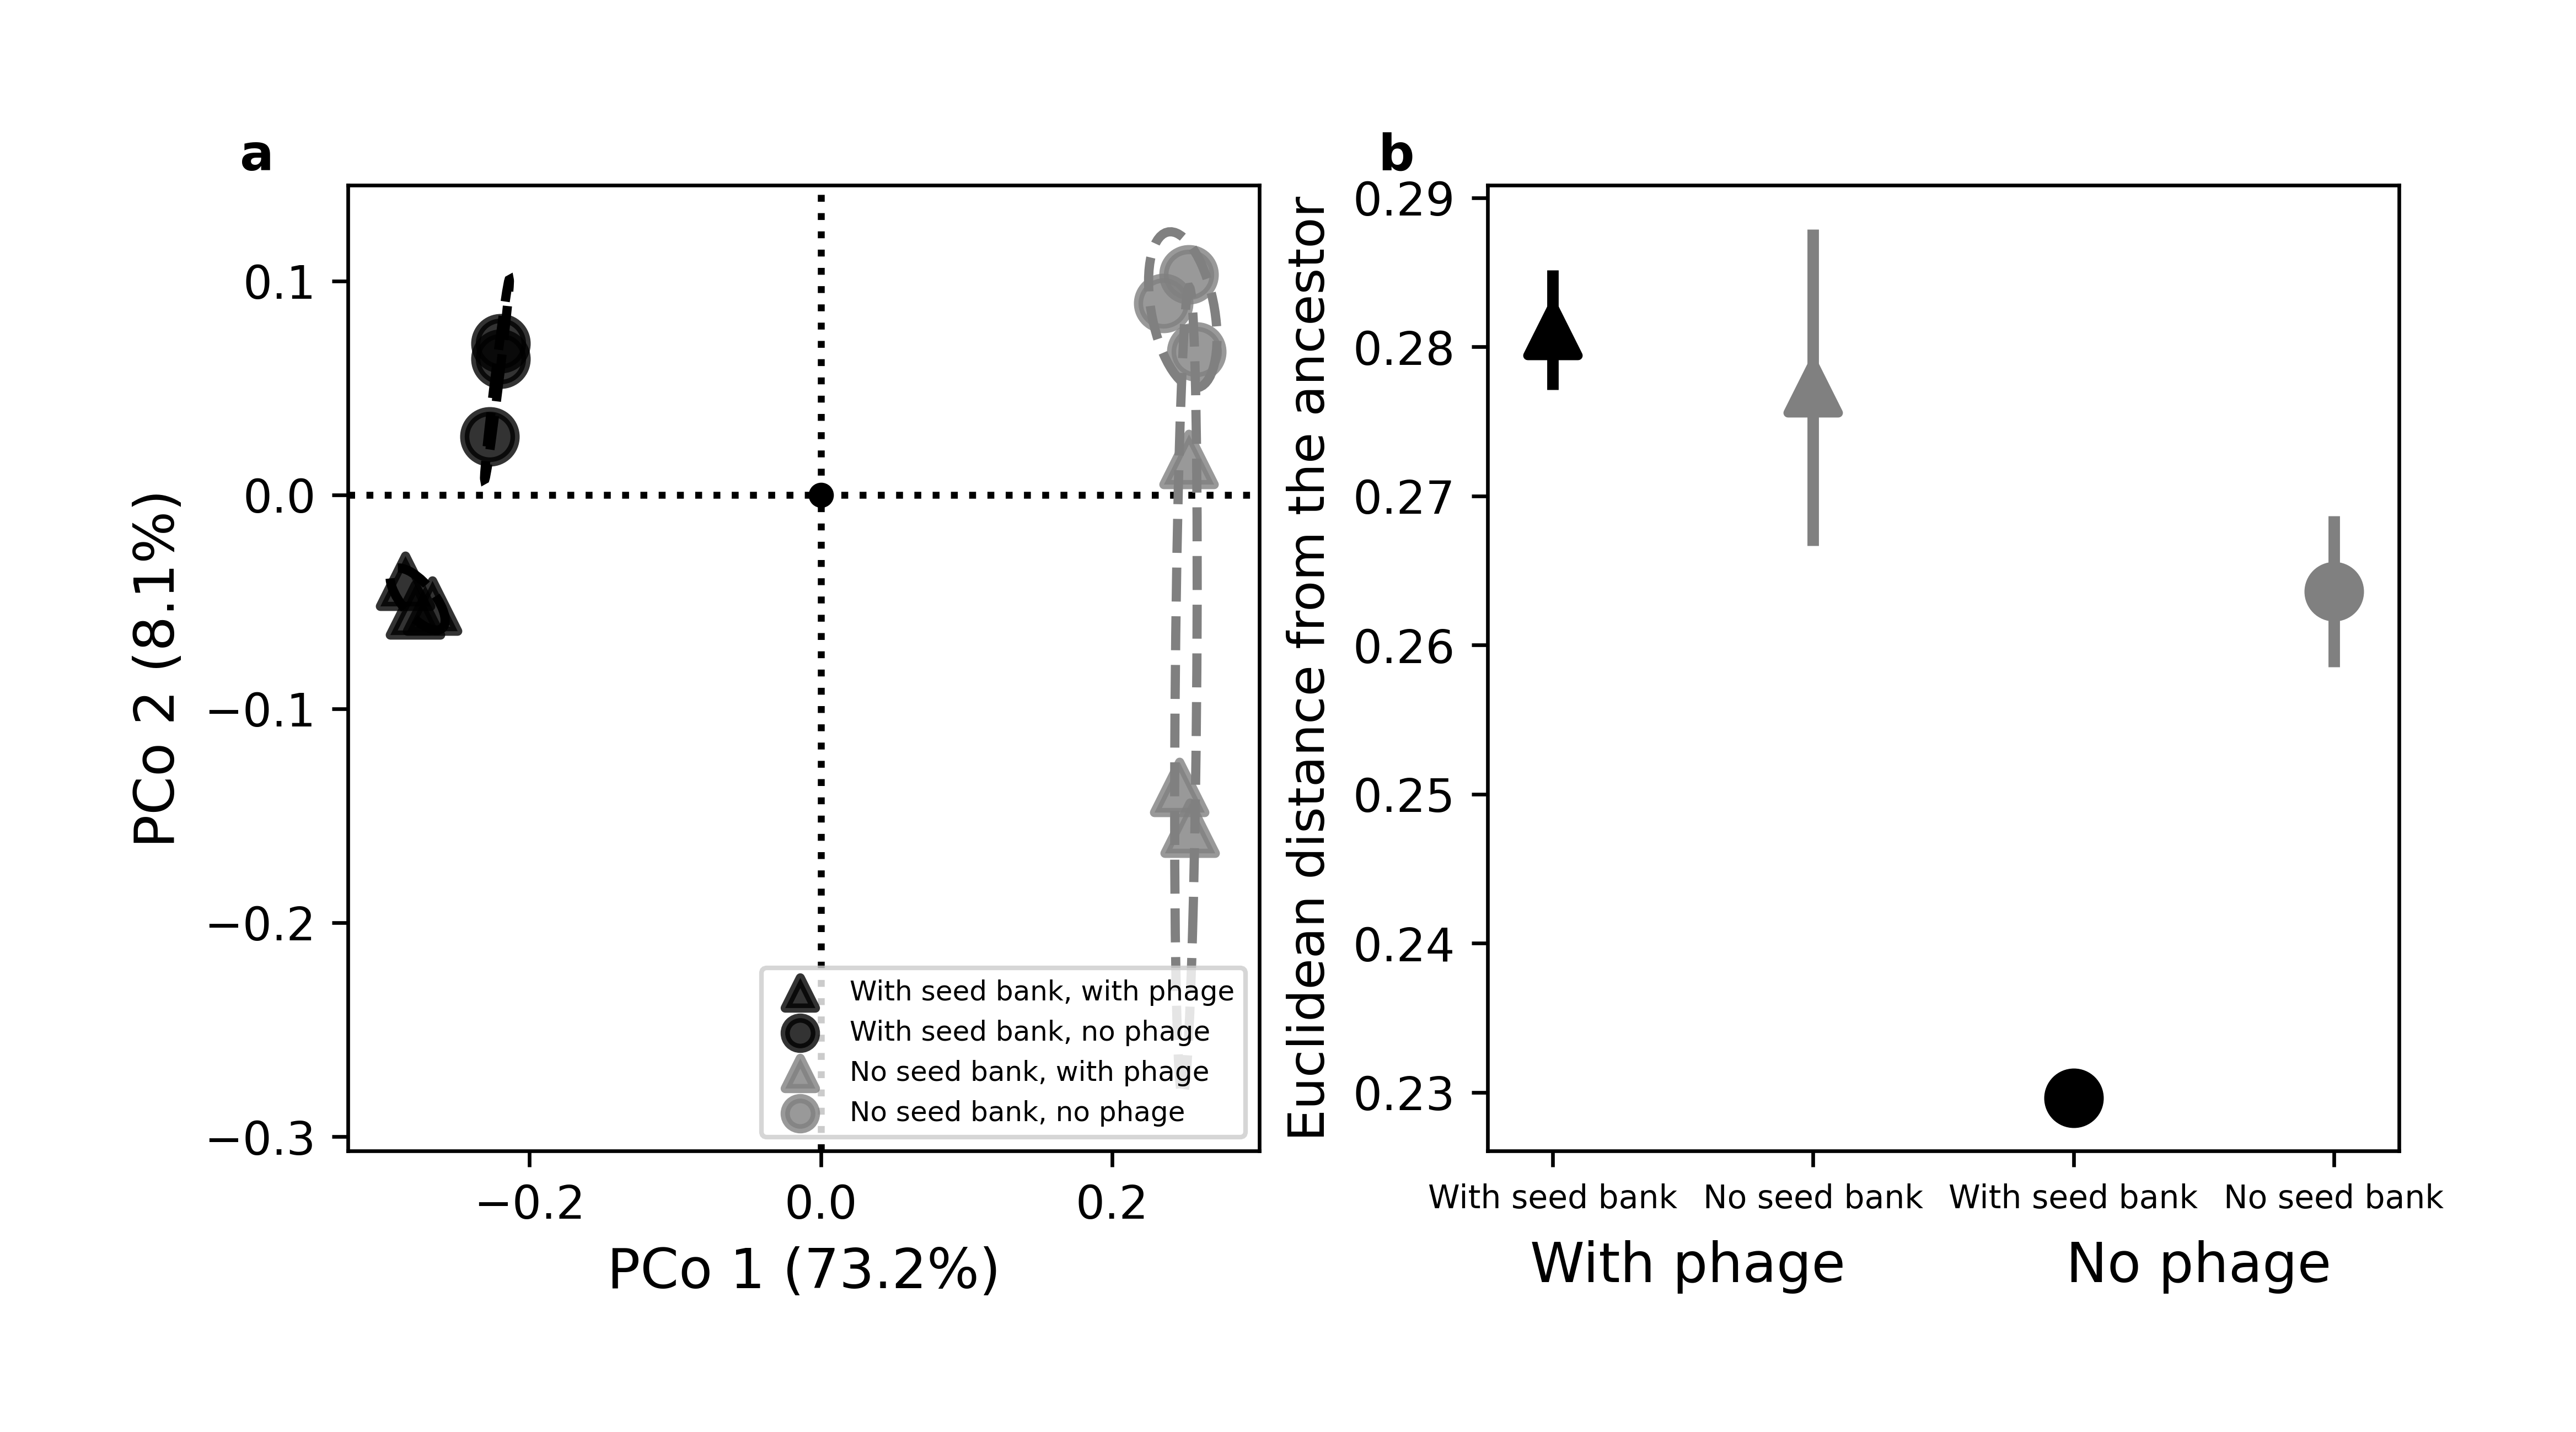 a
0.1
0.0
−0.1
−0.2
−0.3
PCo 2 (8.1%)
−0.2
0.0
0.2
PCo 1 (73.2%)
With seed bank, with phage
With seed bank, no phage
No seed bank, with phage
No seed bank, no phage
b
0.29
0.28
0.27
0.26
0.25
0.24
0.23
Euclidean distance from the ancestor
With seed bank
No seed bank
With seed bank
No seed bank
With phage
No phage